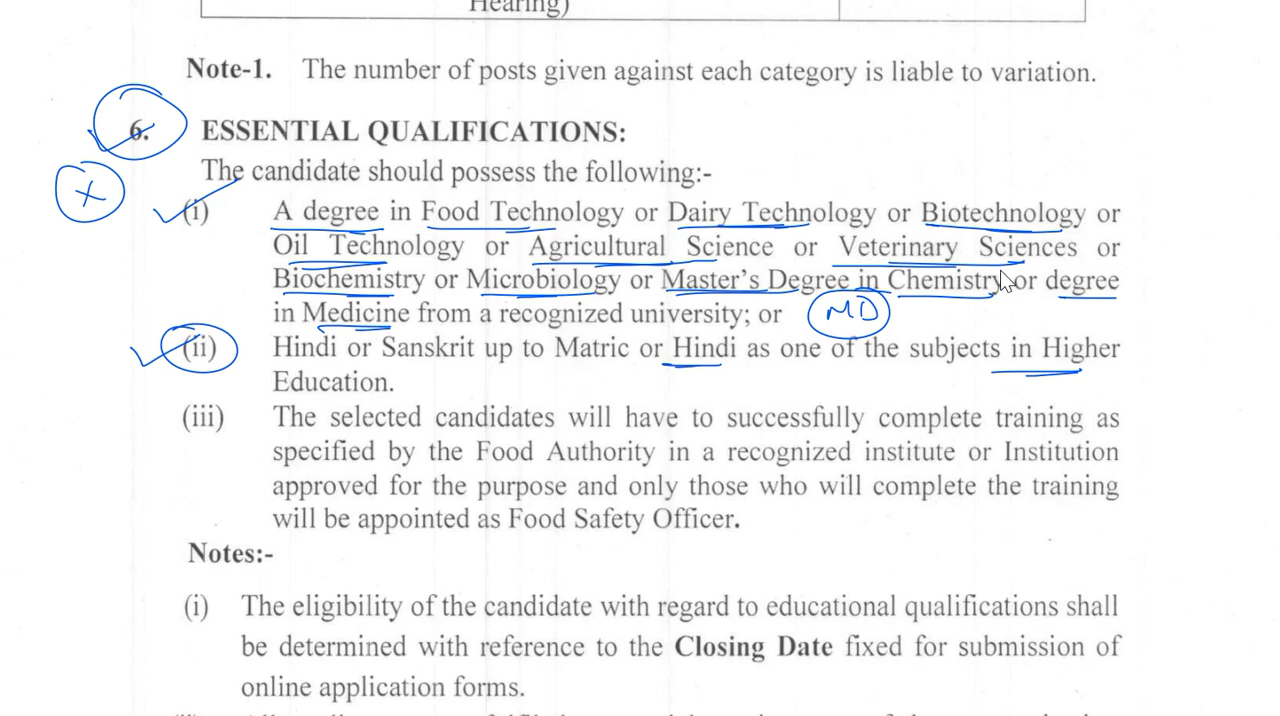 Hearing)
Note-1. The number of posts given against each category is liable to variation.
6. ESSENTIAL QUALIFICATIONS:
The candidate should possess the following:-
X
(i) A degree in Food Technology or Dairy Technology or Biotechnology or
Oil Technology or Agricultural Science or Veterinary Sciences or
Biochemistry or Microbiology or Master's Degree in Chemistry or degree
in Medicine from a recognized university; or MD
(ii) Hindi or Sanskrit up to Matric or Hindi as one of the subjects in Higher
Education.
(iii) The selected candidates will have to successfully complete training as
specified by the Food Authority in a recognized institute or Institution
approved for the purpose and only those who will complete the training
will be appointed as Food Safety Officer.
Notes:-
(i) The eligibility of the candidate with regard to educational qualifications shall
be determined with reference to the Closing Date fixed for submission of
online application forms.